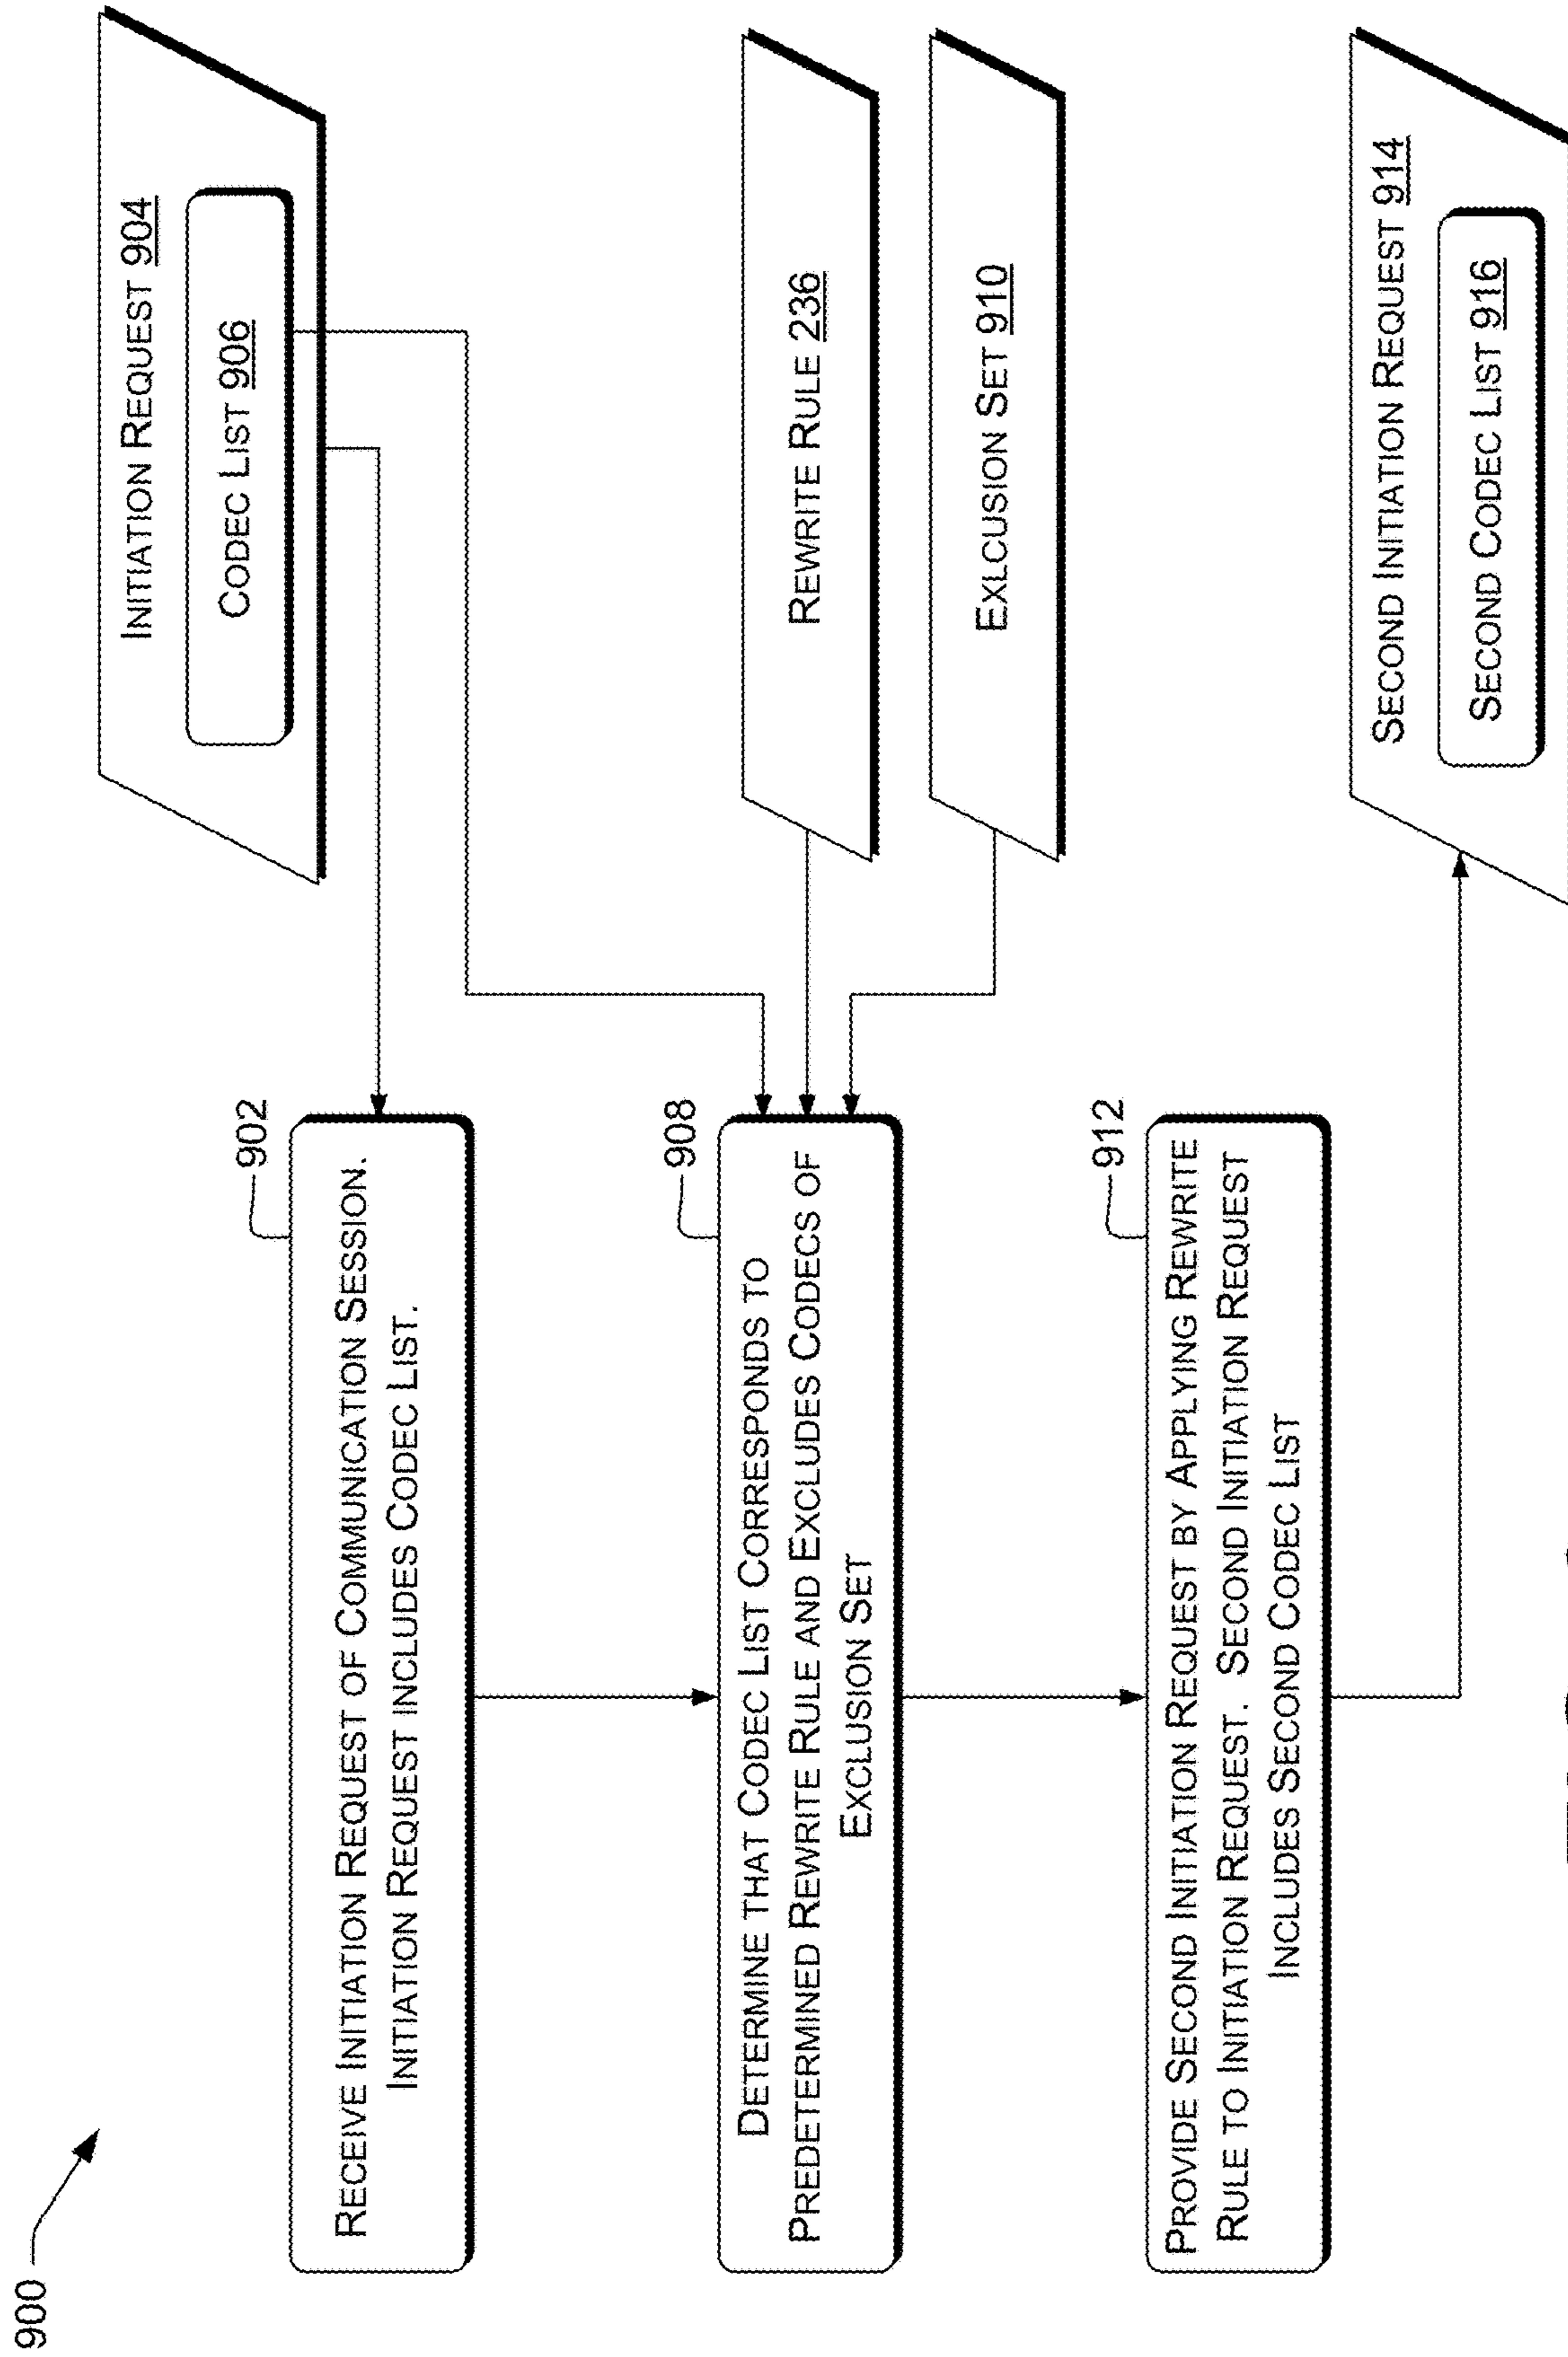 900
902
RECEIVE INITIATION REQUEST OF COMMUNICATION SESSION.
INITIATION REQUEST INCLUDES CODEC LIST.
INITIATION REQUEST 904
CODEC LIST 906
908
DETERMINE THAT CODEC LIST CORRESPONDS TO
PREDETERMINED REWRITE RULE AND EXCLUDES CODECS OF
EXCLUSION SET
REWRITE RULE 236
EXLCUSION SET 910
912
PROVIDE SECOND INITIATION REQUEST BY APPLYING REWRITE
RULE TO INITIATION REQUEST. SECOND INITIATION REQUEST
INCLUDES SECOND CODEC LIST
SECOND INITIATION REQUEST 914
SECOND CODEC LIST 916